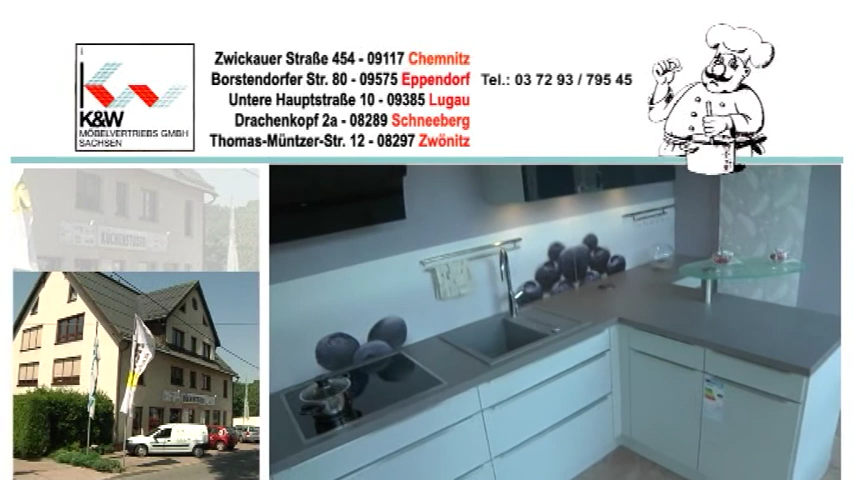 K&W
MÖBELVERTRIEBS GMBH
SACHSEN
Zwickauer Straße 454 - 09117 Chemnitz
Borstendorfer Str. 80 - 09575 Eppendorf Tel.: 03 72 93 / 795 45
Untere Hauptstraße 10 - 09385 Lugau
Drachenkopf 2a - 08289 Schneeberg
Thomas-Müntzer-Str. 12 - 08297 Zwönitz
KÜCHENSTUDIO